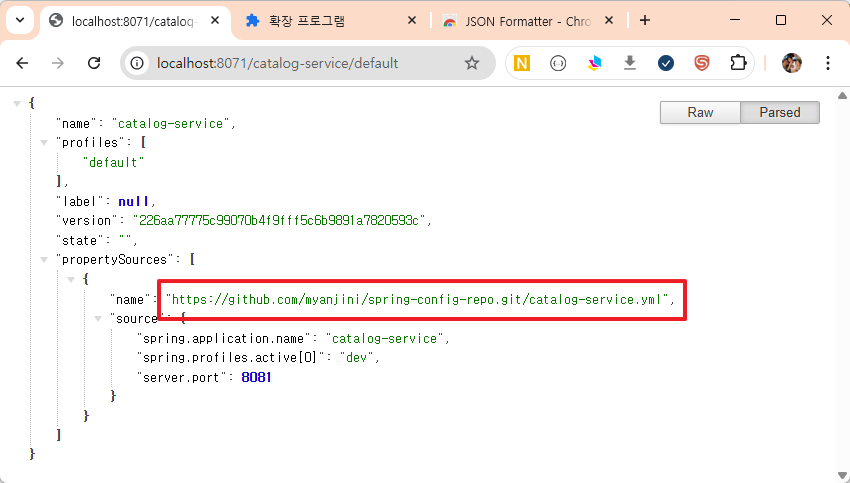 localhost:8071/catalog-
확장 프로그램
JSON Formatter - Chro
localhost:8071/catalog-service/default
N
Raw
Parsed
{
"name": "catalog-service",
"profiles": [
"default"
],
"label": null,
"version": "226aa77775c99070b4f9fff5c6b9891a7820593c",
"state": "",
"propertySources": [
{
"name": "https://github.com/myanjini/spring-config-repo.git/catalog-service.yml",
"source": {
"spring.application.name": "catalog-service",
"spring.profiles.active[0]": "dev",
"server.port": 8081
}
}
]
}